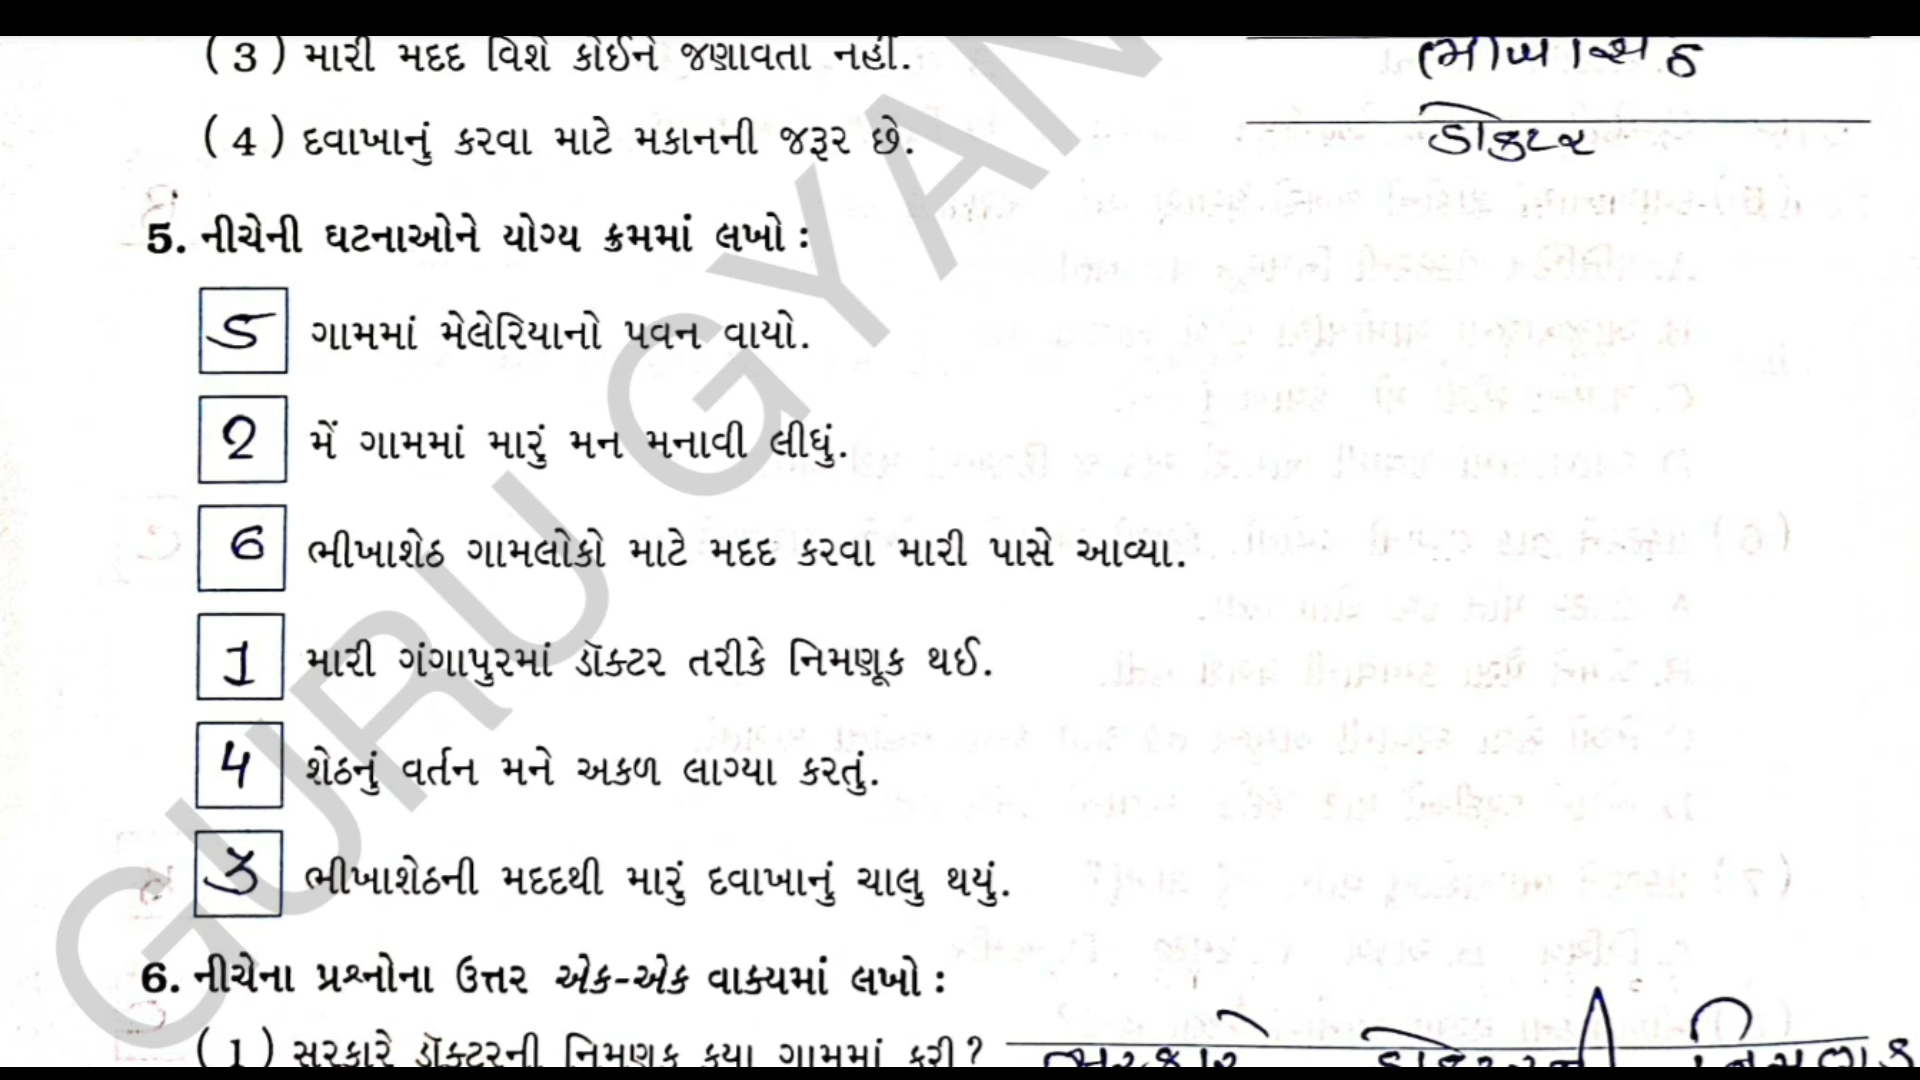 (3) મારી મદદ વિશે કોઈને જણાવતા નહીં.
ભીખાશેઠ
(4) દવાખાનું કરવા માટે મકાનની જરૂર છે.
ડોક્ટર
5. નીચેની ઘટનાઓને યોગ્ય ક્રમમાં લખો :
5 ગામમાં મેલેરિયાનો પવન વાયો.
2 મેં ગામમાં મારું મન મનાવી લીધું.
6 ભીખાશેઠ ગામલોકો માટે મદદ કરવા મારી પાસે આવ્યા.
1 મારી ગંગાપુરમાં ડૉક્ટર તરીકે નિમણૂક થઈ.
4 શેઠનું વર્તન મને અકળ લાગ્યા કરતું.
3 ભીખાશેઠની મદદથી મારું દવાખાનું ચાલુ થયું.
6. નીચેના પ્રશ્નોના ઉત્તર એક-એક વાક્યમાં લખો :
(1) સરકારે ડૉક્ટરની નિમણૂક કયા ગામમાં કરી?
GURU GYAN